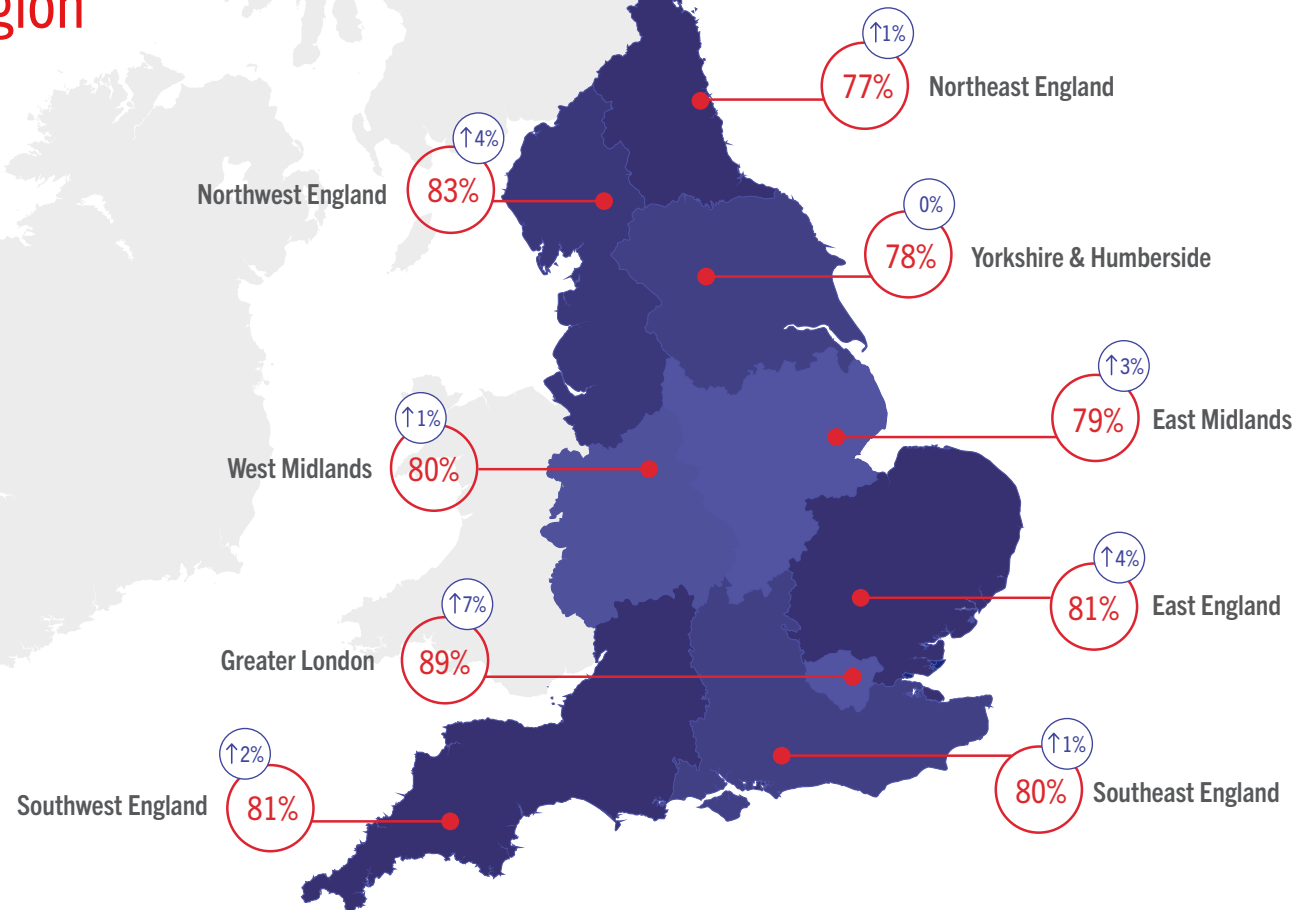 ↑1%
77%
Northeast England
↑4%
83%
Northwest England
0%
78%
Yorkshire & Humberside
↑3%
79%
East Midlands
↑1%
80%
West Midlands
↑4%
81%
East England
↑7%
89%
Greater London
↑1%
80%
Southeast England
↑2%
81%
Southwest England